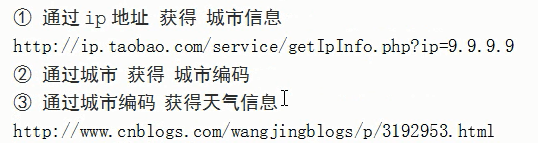 ① 通过ip地址 获得 城市信息
http://ip.taobao.com/service/getIpInfo.php?ip=9.9.9.9
② 通过城市 获得 城市编码
③ 通过城市编码 获得天气信息
http://www.cnblogs.com/wangjingblogs/p/3192953.html